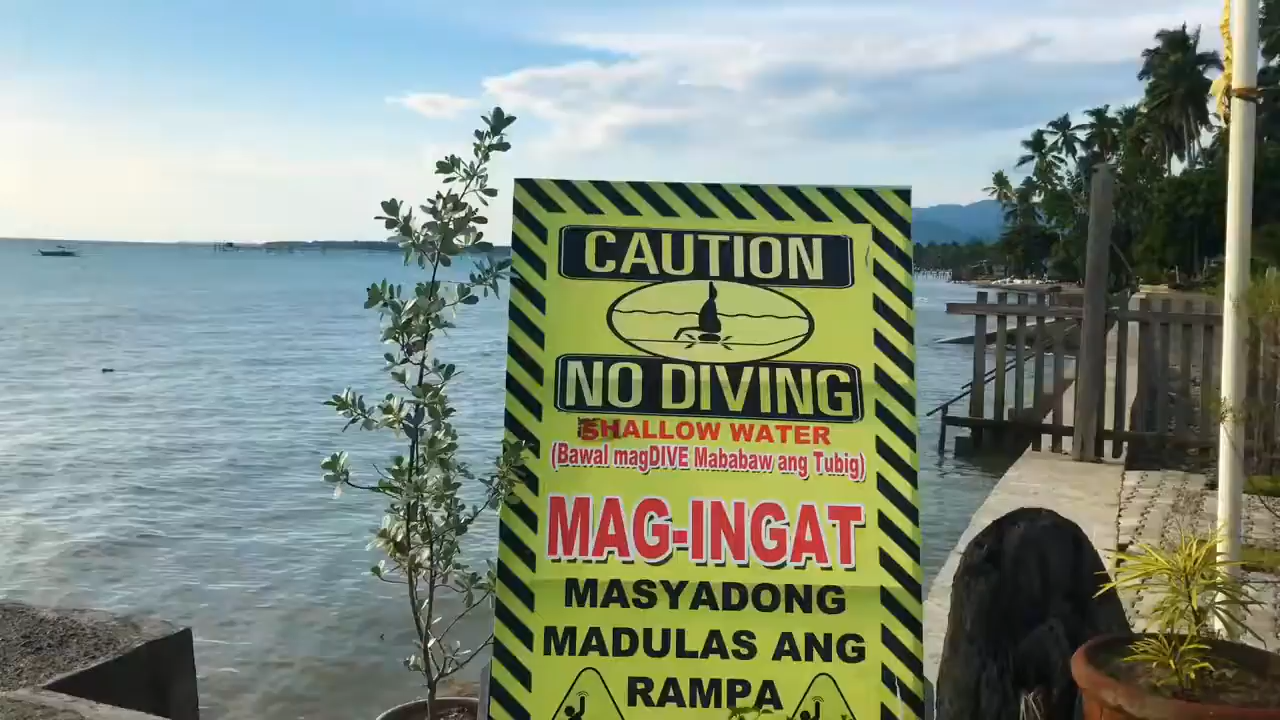 CAUTION
NO DIVING
SHALLOW WATER
(Bawal magDIVE Mababaw ang Tubig)
MAG-INGAT
MASYADONG
MADULAS ANG
RAMPA